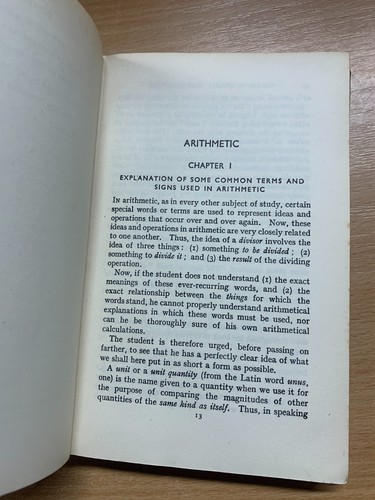 ARITHMETIC
CHAPTER I
EXPLANATION OF SOME COMMON TERMS AND
SIGNS USED IN ARITHMETIC
IN arithmetic, as in every other subject of study, certain
special words or terms are used to represent ideas and
operations that occur over and over again. Now, these
ideas and operations in arithmetic are very closely related
to one another. Thus, the idea of a divisor involves the
idea of three things: (1) something to be divided; (2)
something to divide it; and (3) the result of the dividing
operation.
Now, if the student does not understand (1) the exact
meanings of these ever-recurring words, and (2) the
exact relationship between the things for which the
words stand, he cannot properly understand arithmetical
explanations in which these words must be used, nor
can he be thoroughly sure of his own arithmetical
calculations.
The student is therefore urged, before passing on
farther, to see that he has a perfectly clear idea of what
we shall here put in as short a form as possible.
A unit or a unit quantity (from the Latin word unus,
one) is the name given to a quantity when we use it for
the purpose of comparing the magnitudes of other
quantities of the same kind as itself. Thus, in speaking
13